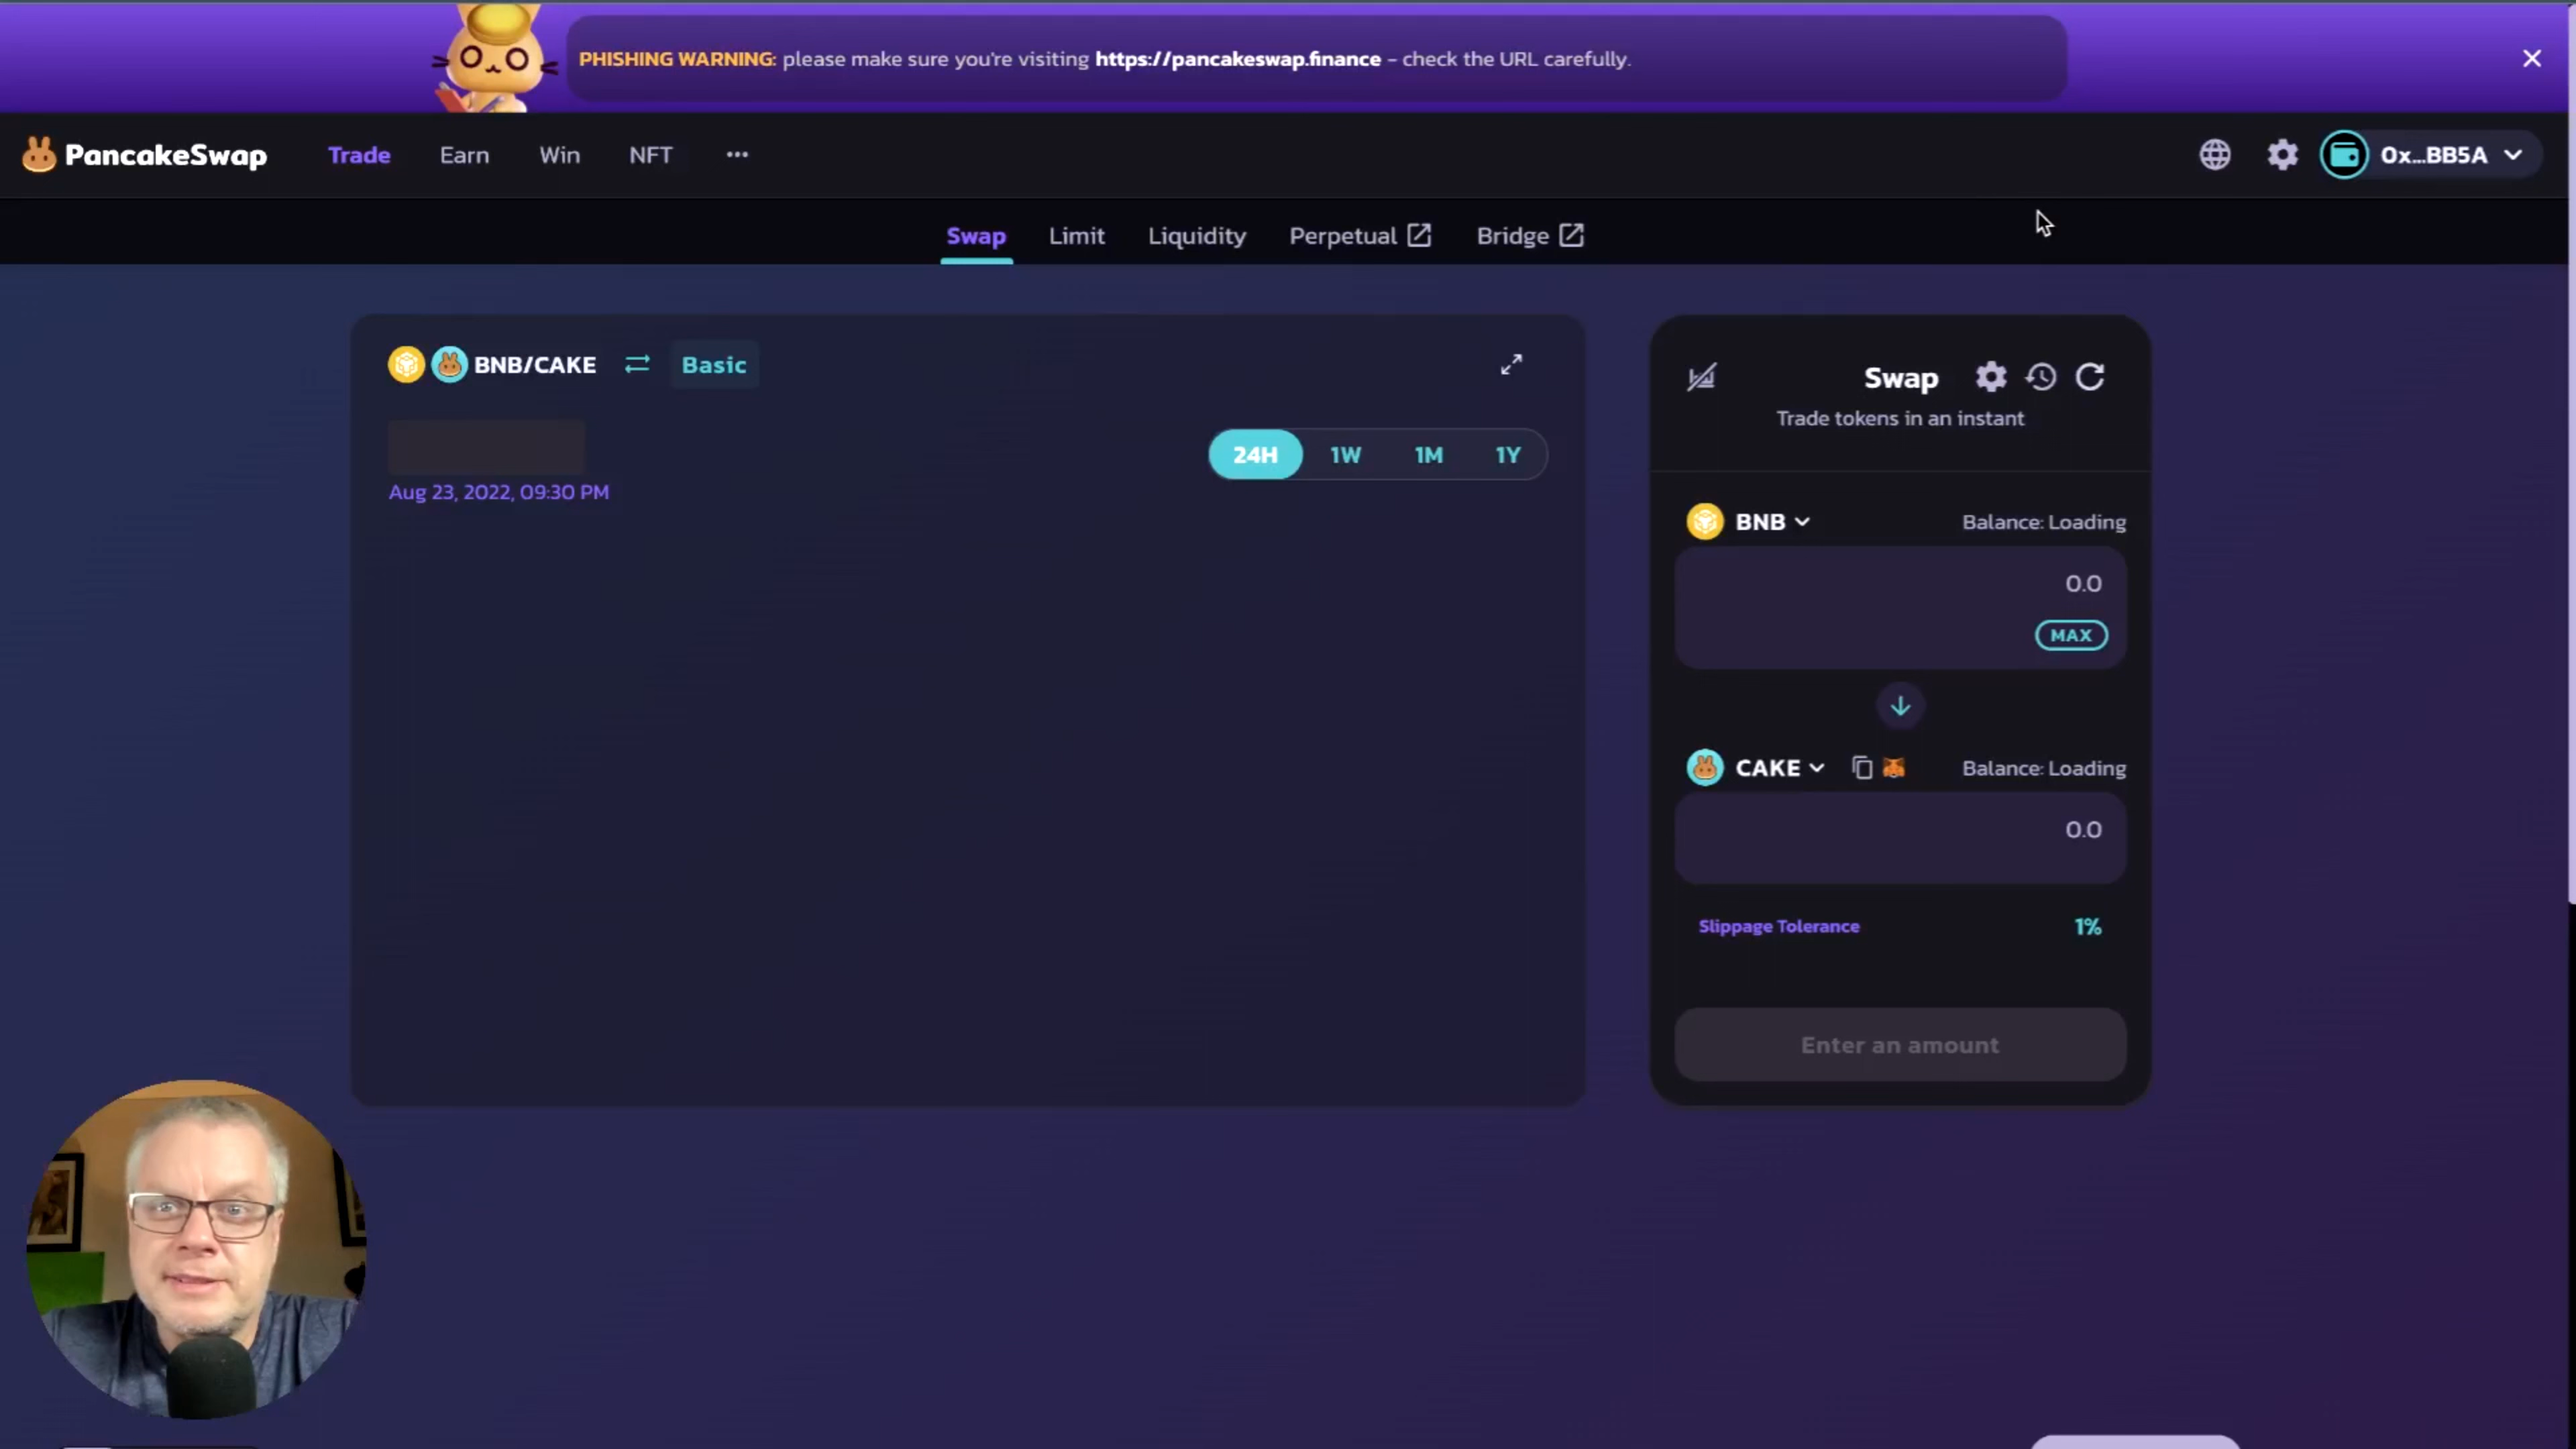 PHISHING WARNING: please make sure you're visiting https://pancakeswap.finance - check the URL carefully.
PancakeSwap Trade Earn Win NFT ... 0x...BB5A
Swap Limit Liquidity Perpetual Bridge
BNB/CAKE Basic
24H 1W 1M 1Y
Aug 23, 2022, 09:30 PM
Swap
Trade tokens in an instant
BNB Balance: Loading
0.0
MAX
CAKE Balance: Loading
0.0
Slippage Tolerance 1%
Enter an amount